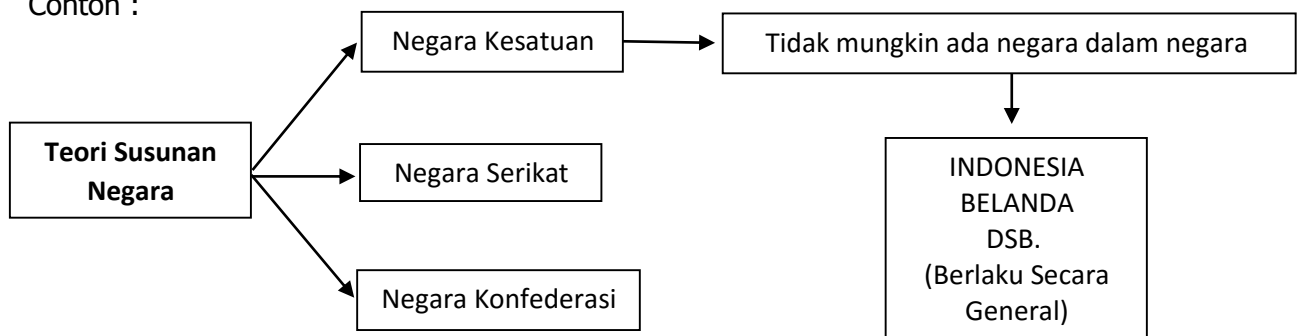 Contoh :
Negara Kesatuan
Tidak mungkin ada negara dalam negara
Teori Susunan
Negara
Negara Serikat
INDONESIA
BELANDA
DSB.
(Berlaku Secara
General)
Negara Konfederasi